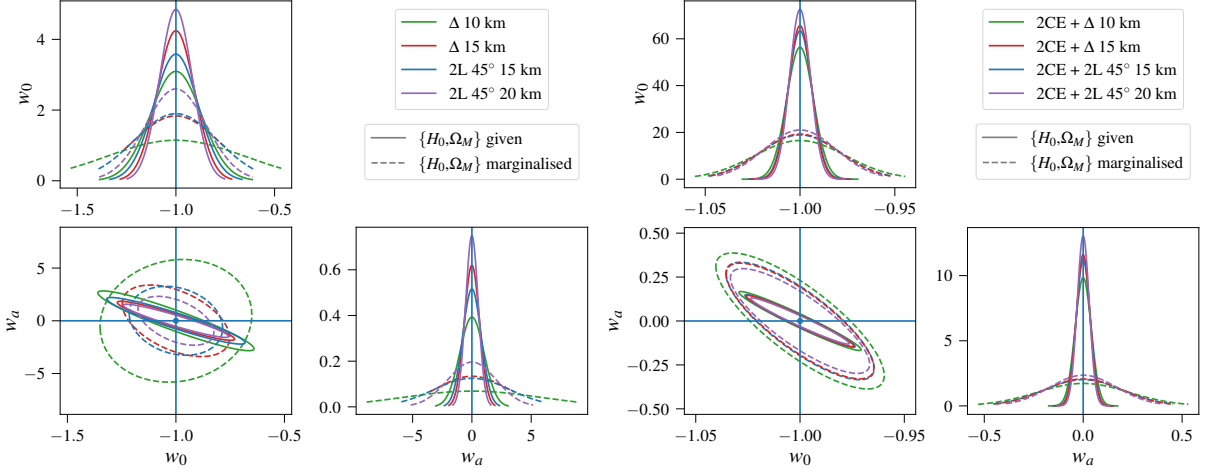 Δ 10 km
Δ 15 km
2L 45° 15 km
2L 45° 20 km
{H0,ΩM} given
{H0,ΩM} marginalised
w0
4
2
0
−1.5
−1.0
−0.5
wa
5
0
−5
−1.5
−1.0
−0.5
w0
0.6
0.4
0.2
0.0
−5
0
5
wa
2CE + Δ 10 km
2CE + Δ 15 km
2CE + 2L 45° 15 km
2CE + 2L 45° 20 km
{H0,ΩM} given
{H0,ΩM} marginalised
w0
60
40
20
0
−1.05
−1.00
−0.95
wa
0.50
0.25
0.00
−0.25
−0.50
−1.05
−1.00
−0.95
w0
10
5
0
−0.5
0.0
0.5
wa